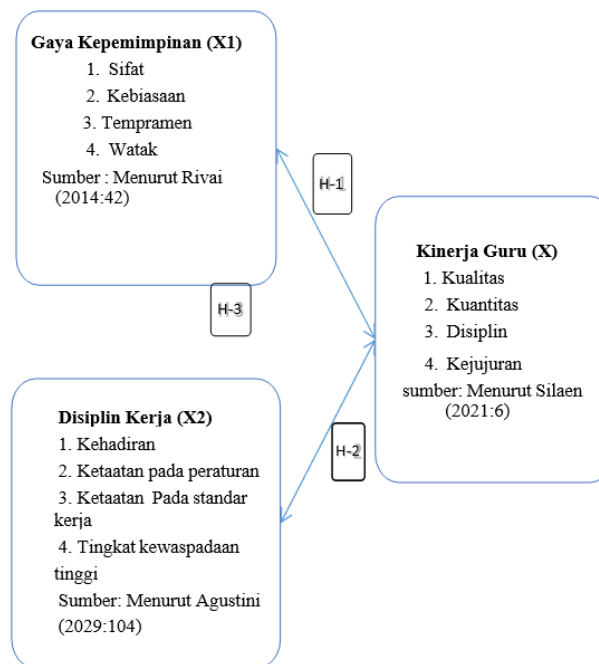 Gaya Kepemimpinan (X1)
1. Sifat
2. Kebiasaan
3. Tempramen
4. Watak
Sumber : Menurut Rivai
(2014:42)
H-1
H-3
Kinerja Guru (X)
1. Kualitas
2. Kuantitas
3. Disiplin
4. Kejujuran
sumber: Menurut Silaen
(2021:6)
H-2
Disiplin Kerja (X2)
1. Kehadiran
2. Ketaatan pada peraturan
3. Ketaatan Pada standar
kerja
4. Tingkat kewaspadaan
tinggi
Sumber: Menurut Agustini
(2029:104)